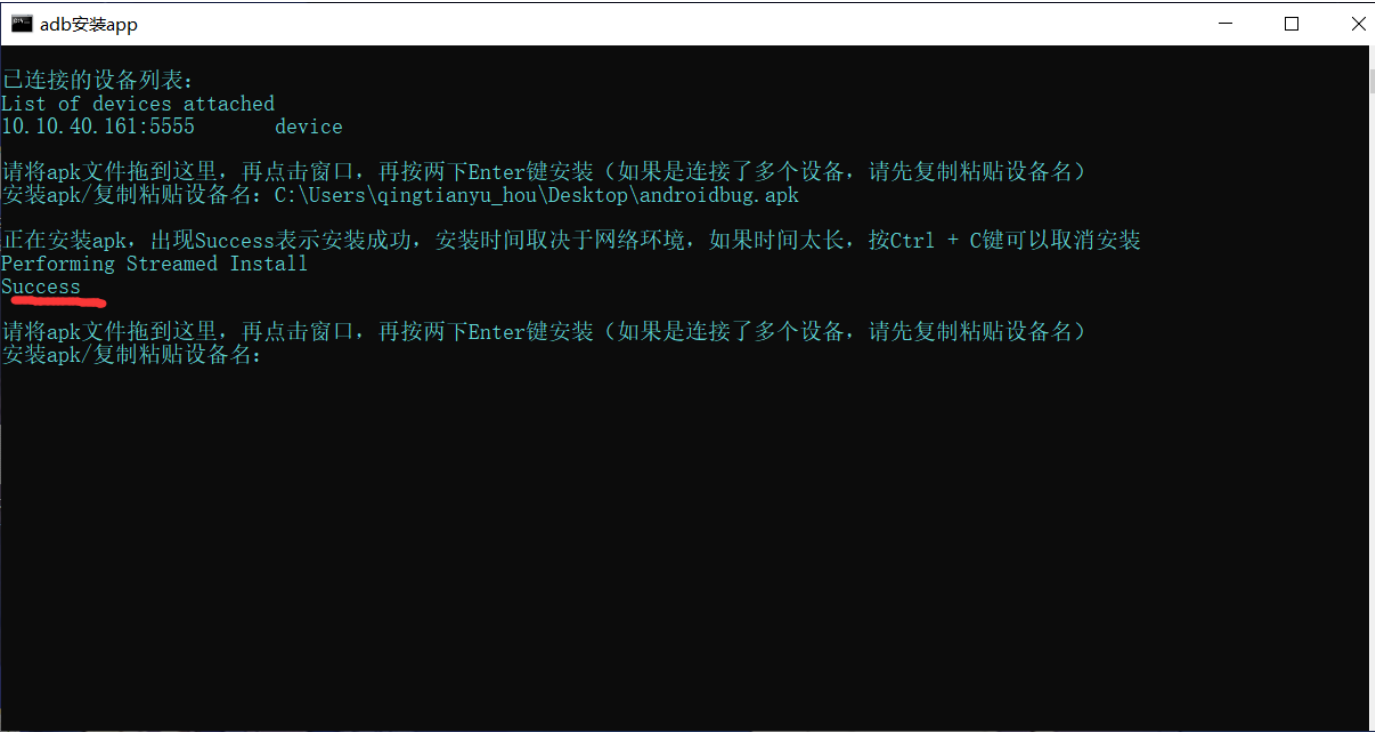 adb安装app
已连接的设备列表：
List of devices attached
10.10.40.161:5555 device
请将apk文件拖到这里，再点击窗口，再按两下Enter键安装（如果是连接了多个设备，请先复制粘贴设备名）
安装apk/复制粘贴设备名：C:\Users\qingtianyu_hou\Desktop\androidbug.apk
正在安装apk，出现Success表示安装成功，安装时间取决于网络环境，如果时间太长，按Ctrl + C键可以取消安装
Performing Streamed Install
Success
请将apk文件拖到这里，再点击窗口，再按两下Enter键安装（如果是连接了多个设备，请先复制粘贴设备名）
安装apk/复制粘贴设备名：